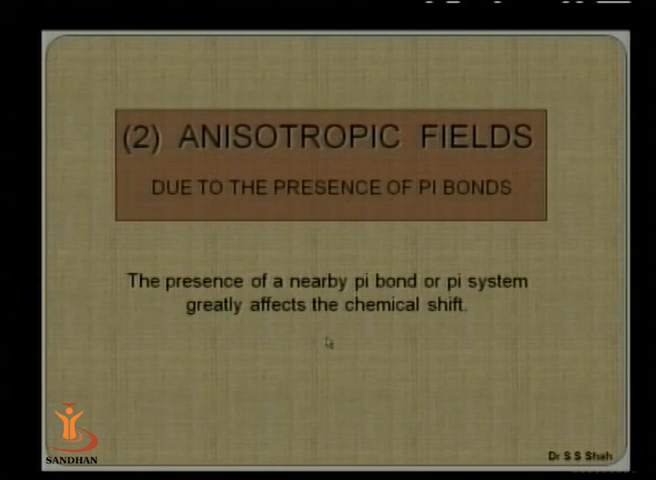 (2) ANISOTROPIC FIELDS
DUE TO THE PRESENCE OF PI BONDS
The presence of a nearby pi bond or pi system
greatly affects the chemical shift.
SANDHAN
Dr S S Shah